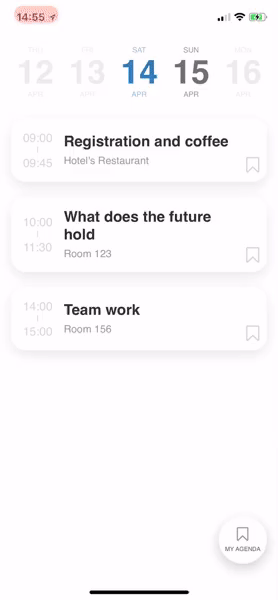 14:55
THU FRI SAT SUN MON
12 13 14 15 16
APR APR APR APR APR
09:00
09:45
Registration and coffee
Hotel's Restaurant
10:00
11:30
What does the future
hold
Room 123
14:00
15:00
Team work
Room 156
MY AGENDA